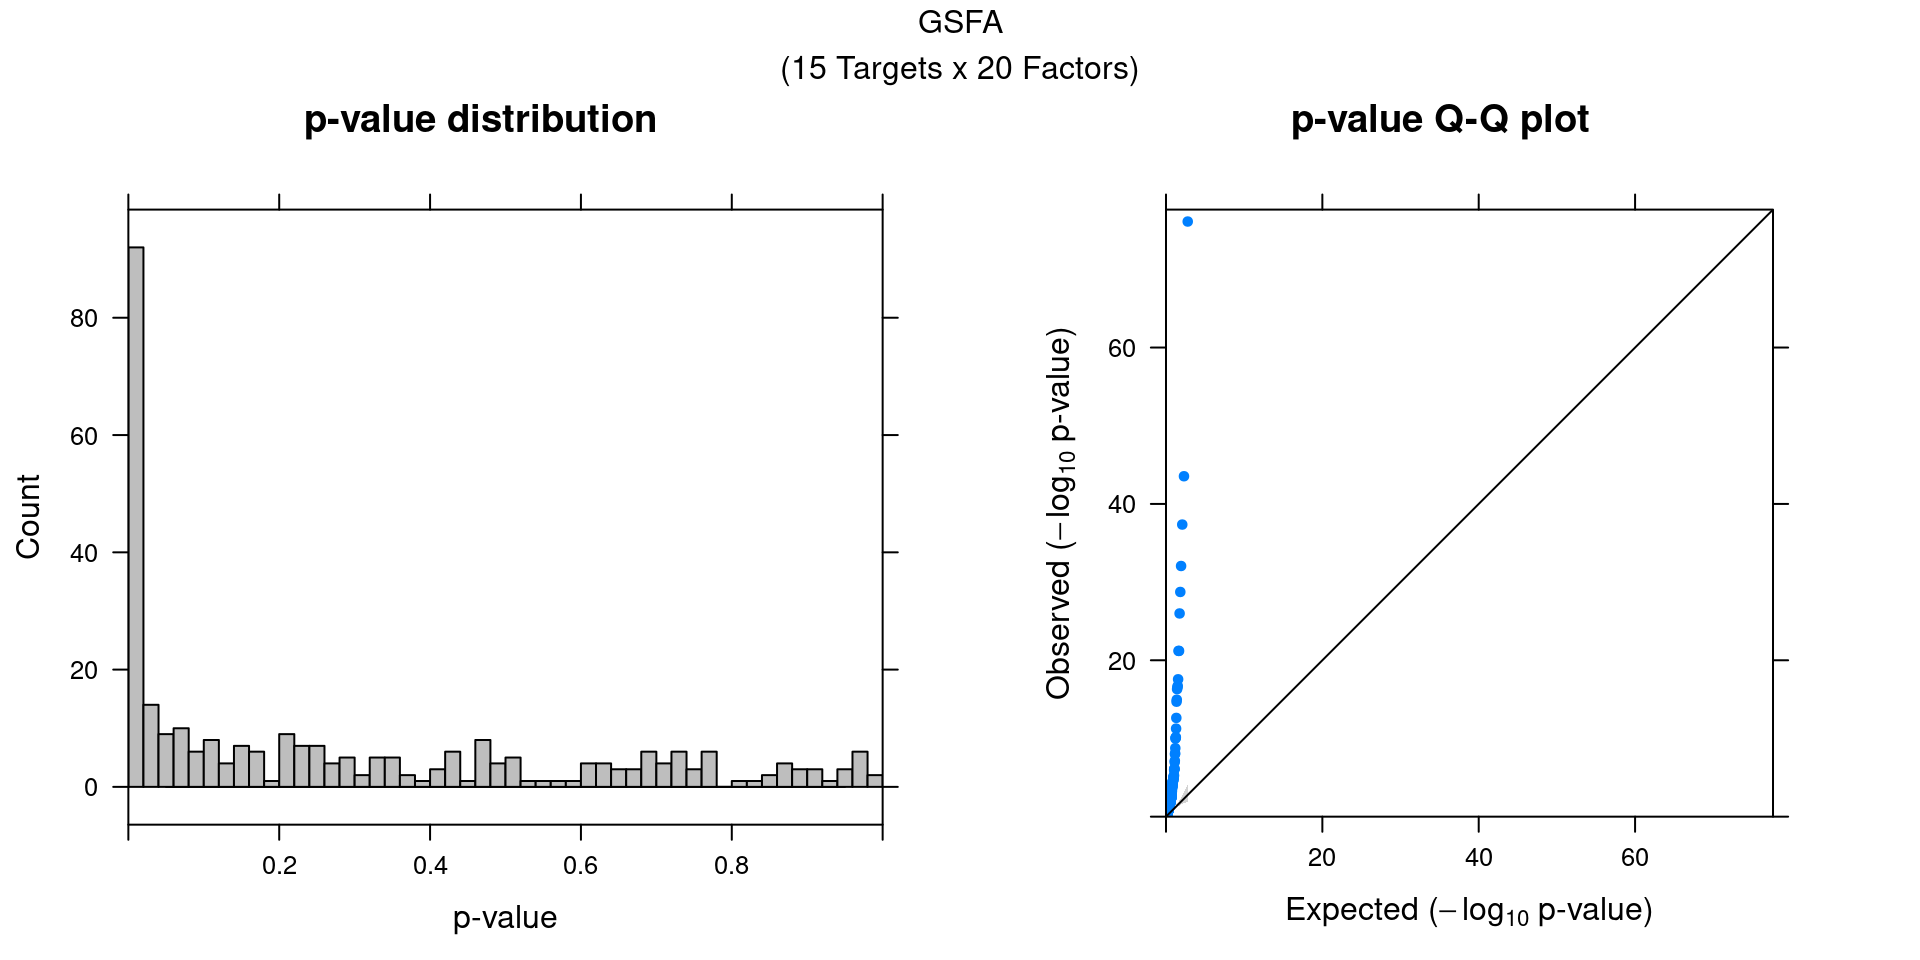 GSFA
(15 Targets x 20 Factors)
p-value distribution
80
60
40
20
0
Count
0.2 0.4 0.6 0.8
p-value
p-value Q-Q plot
60
40
20
Observed (−log₁₀ p-value)
20 40 60
Expected (−log₁₀ p-value)